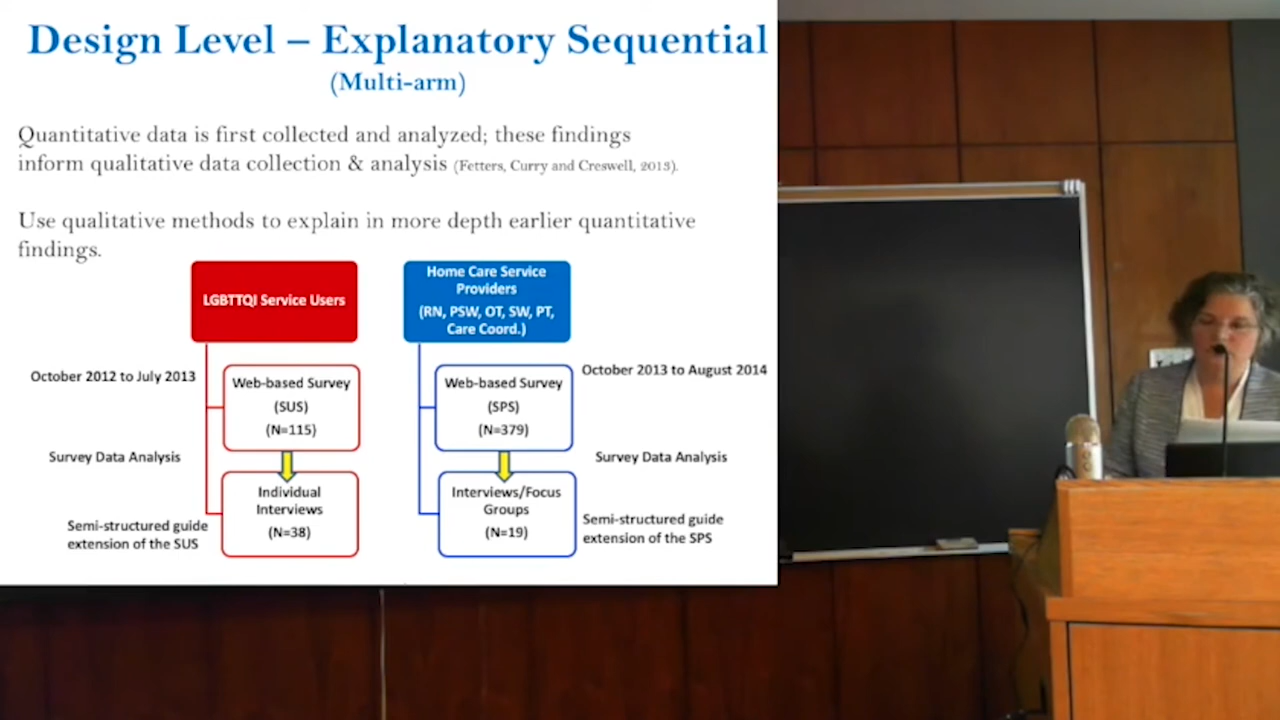 Design Level – Explanatory Sequential
(Multi-arm)
Quantitative data is first collected and analyzed; these findings
inform qualitative data collection & analysis (Fetters, Curry and Creswell, 2013).
Use qualitative methods to explain in more depth earlier quantitative
findings.
LGBTTQI Service Users
October 2012 to July 2013
Web-based Survey
(SUS)
(N=115)
Survey Data Analysis
Individual
Interviews
(N=38)
Semi-structured guide
extension of the SUS
Home Care Service
Providers
(RN, PSW, OT, SW, PT,
Care Coord.)
October 2013 to August 2014
Web-based Survey
(SPS)
(N=379)
Survey Data Analysis
Interviews/Focus
Groups
(N=19)
Semi-structured guide
extension of the SPS